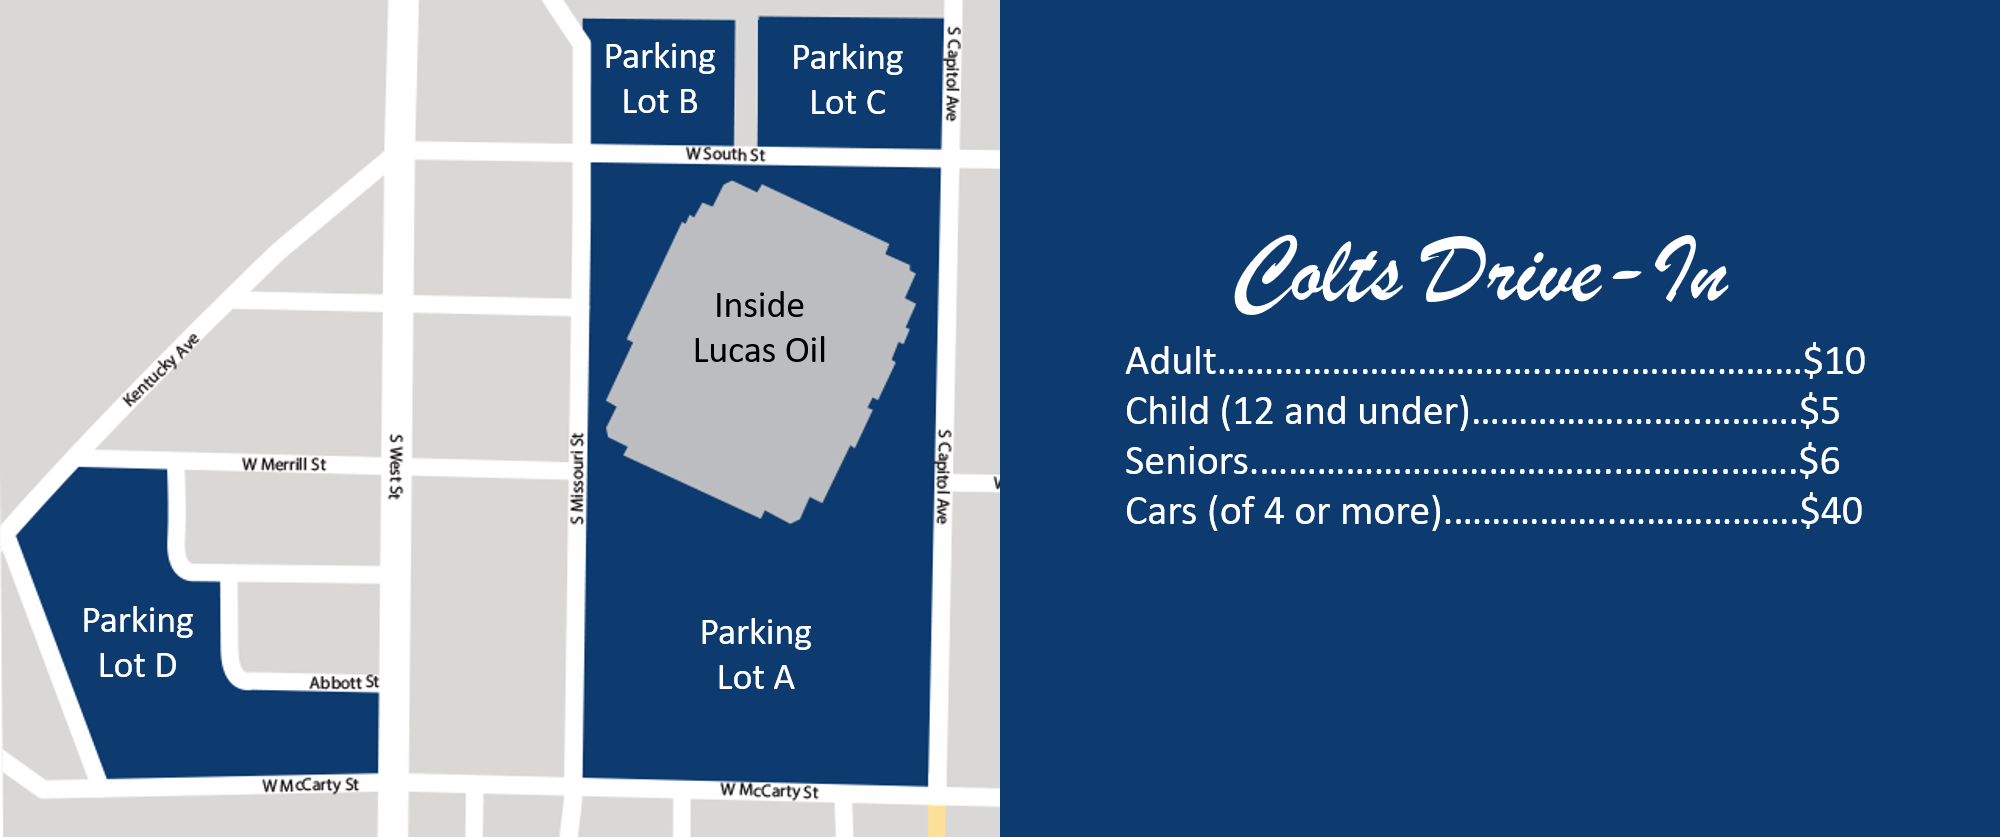 Parking
Lot B
Parking
Lot C
S Capitol Ave
W South St
Inside
Lucas Oil
Kentucky Ave
W Merrill St
S West St
S Missouri St
S Capitol Ave
W
Parking
Lot D
Abbott St
Parking
Lot A
W McCarty St
W McCarty St
Colts Drive-In
Adult........................................................$10
Child (12 and under)................................$5
Seniors.....................................................$6
Cars (of 4 or more)..................................$40